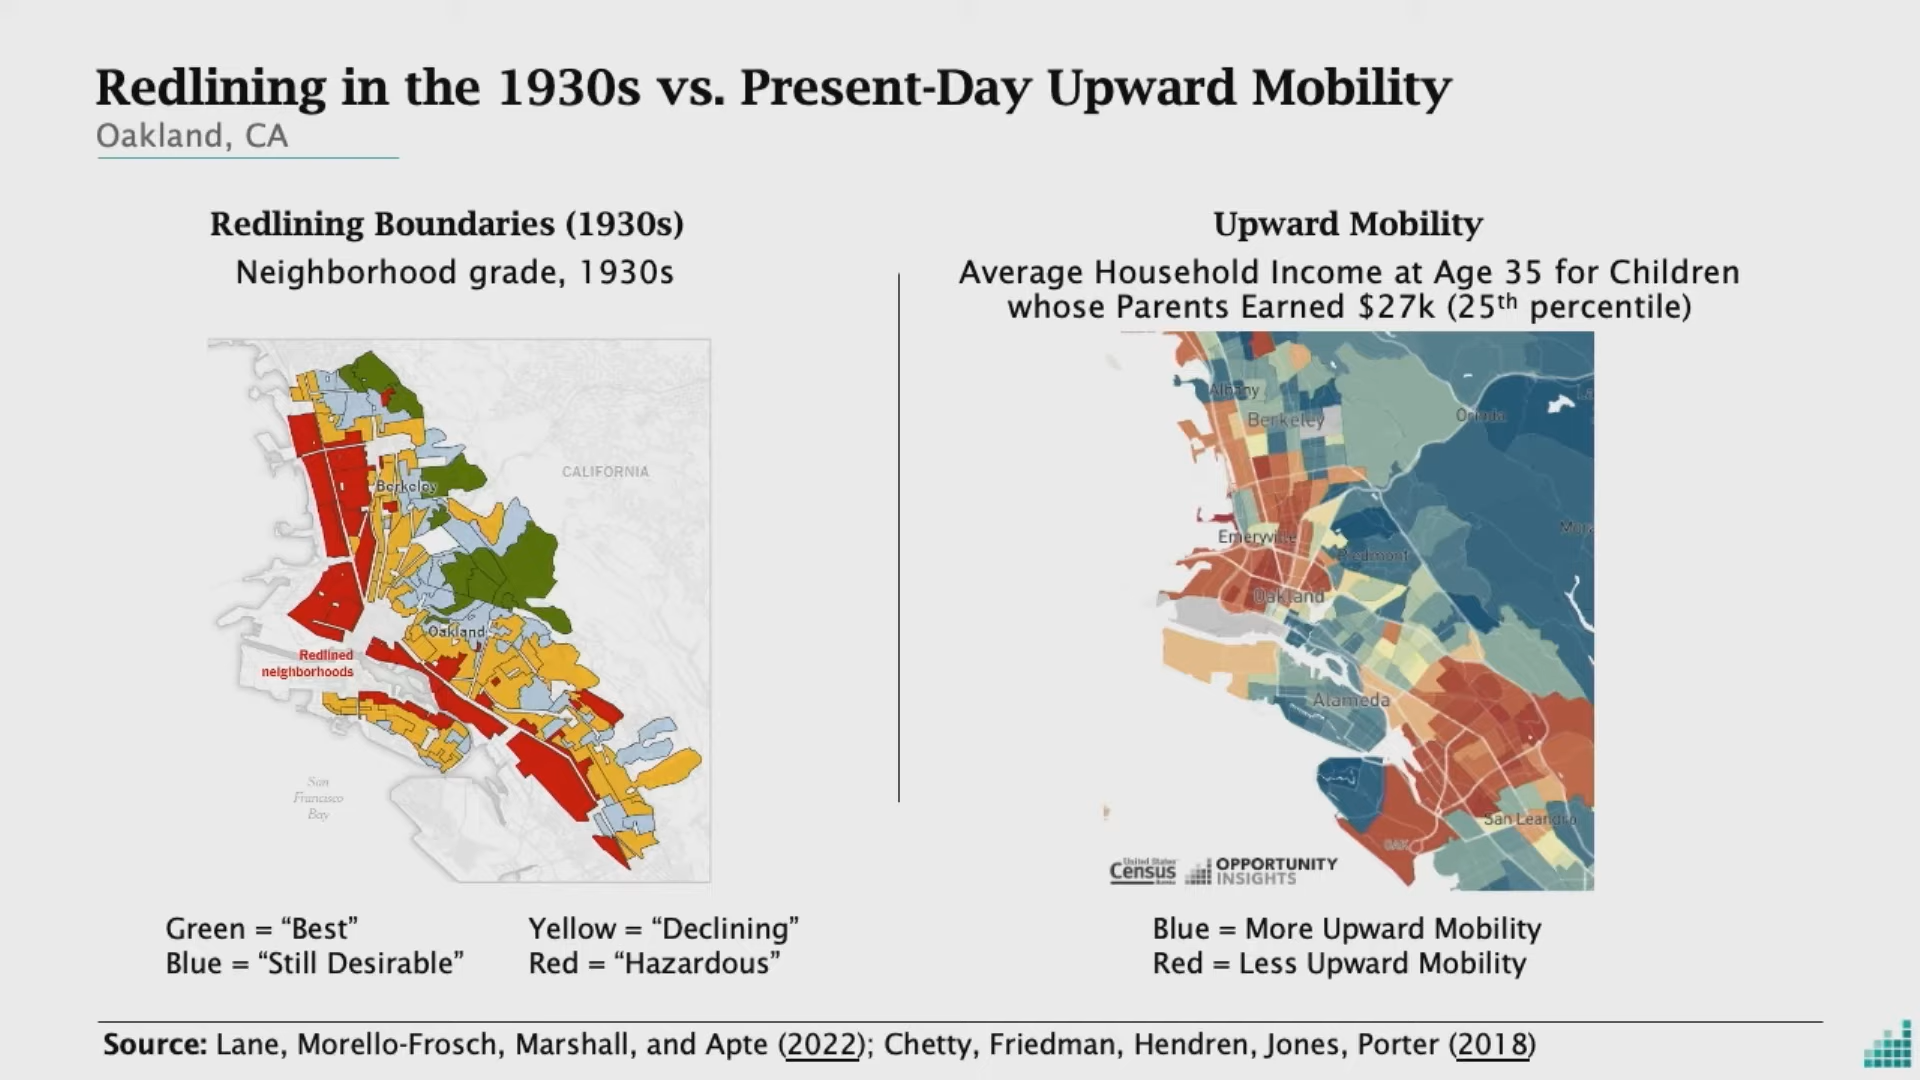 Redlining in the 1930s vs. Present-Day Upward Mobility
Oakland, CA
Redlining Boundaries (1930s)
Neighborhood grade, 1930s
CALIFORNIA
Berkeley
Oakland
Redlined
neighborhoods
San
Francisco
Bay
Green = “Best”
Blue = “Still Desirable”
Yellow = “Declining”
Red = “Hazardous”
Upward Mobility
Average Household Income at Age 35 for Children
whose Parents Earned $27k (25th percentile)
Albany
Berkeley
Orinda
Emeryville
Piedmont
Oakland
Alameda
San Leandro
OAK
United States
Census
OPPORTUNITY
INSIGHTS
Blue = More Upward Mobility
Red = Less Upward Mobility
Source: Lane, Morello-Frosch, Marshall, and Apte (2022); Chetty, Friedman, Hendren, Jones, Porter (2018)